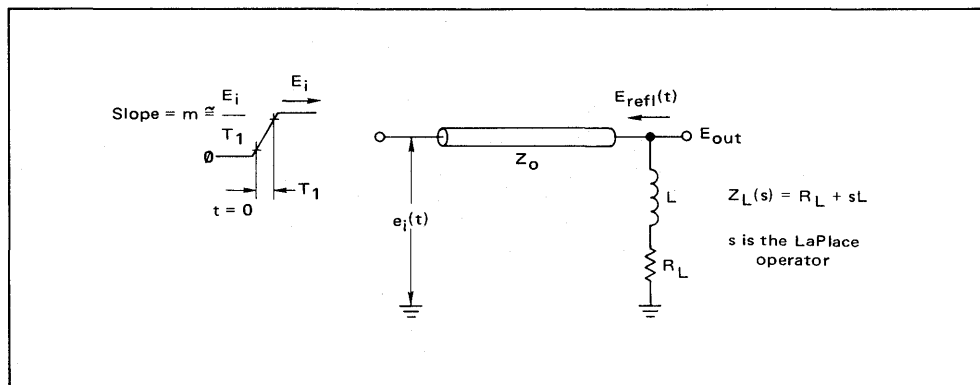 Slope = m ≅ E_i / T_1
E_i
Ø
t = 0
T_1
e_i(t)
Z_o
E_refl(t)
E_out
L
R_L
Z_L(s) = R_L + sL
s is the LaPlace
operator